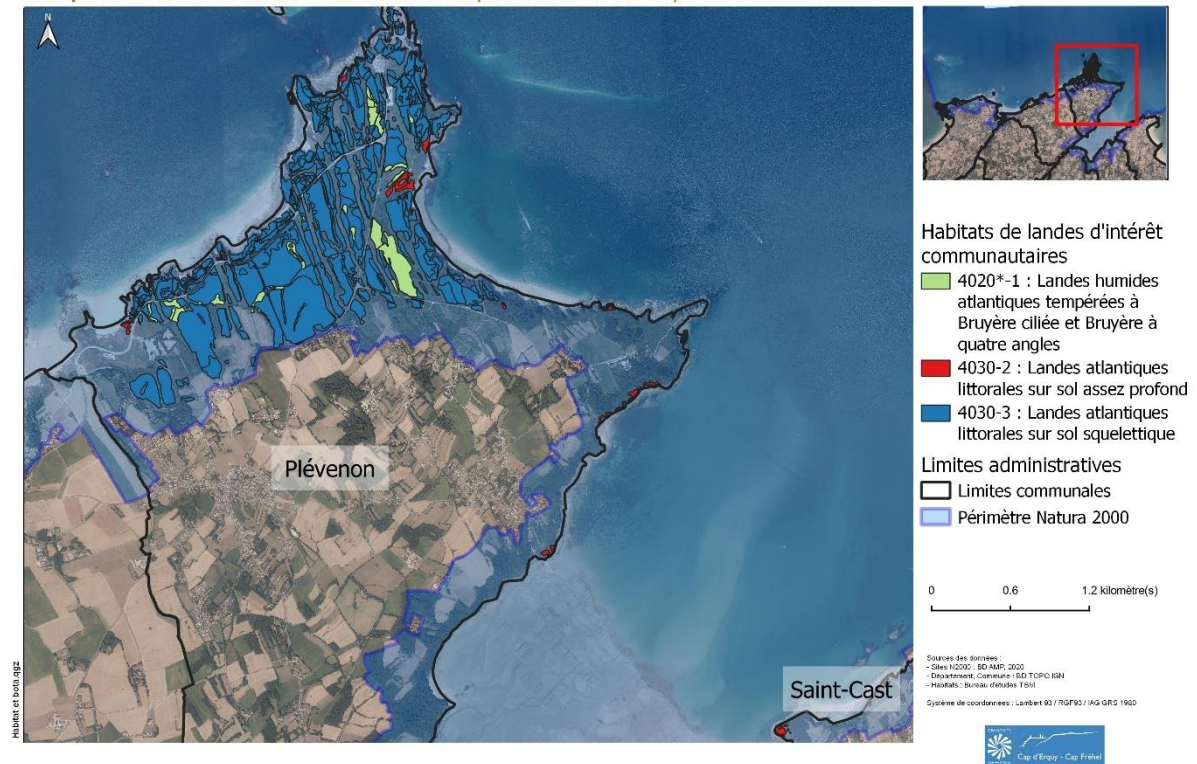 N
Habitats de landes d'intérêt
communautaires
4020*-1 : Landes humides
atlantiques tempérées à
Bruyère ciliée et Bruyère à
quatre angles
4030-2 : Landes atlantiques
littorales sur sol assez profond
4030-3 : Landes atlantiques
littorales sur sol squelettique
Limites administratives
Limites communales
Périmètre Natura 2000
Plévenon
Saint-Cast
0 0.6 1.2 kilomètre(s)
Sources des données :
- Sites N2000 : BD AMP, 2020
- Département, Commune : BD TOPO IGN
- Habitats : Bureau d'études TBM
Système de coordonnées : Lambert 93 / RGF93 / IAG GRS 1980
Habitat et bota.qgz
Cap d'Erquy - Cap Fréhel